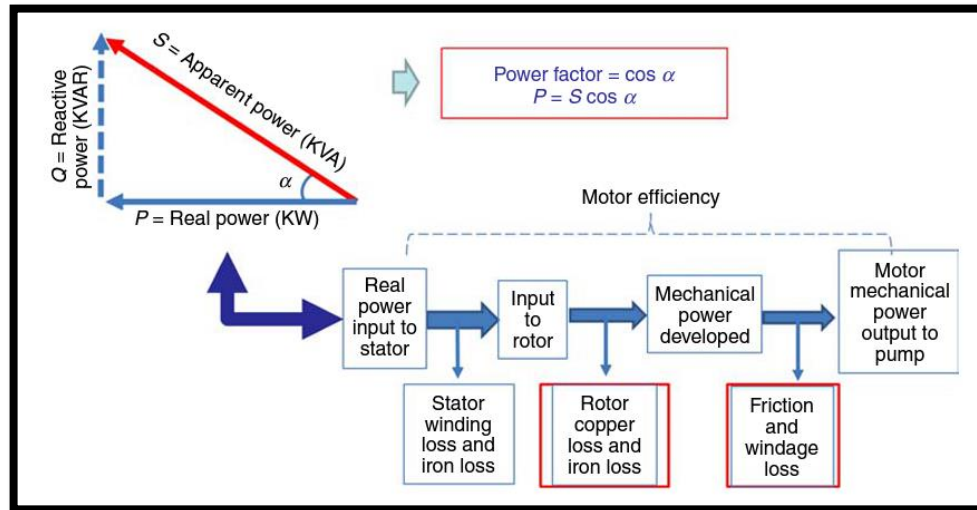 Q = Reactive
power (KVAR)
S = Apparent power (KVA)
α
P = Real power (KW)
Power factor = cos α
P = S cos α
Motor efficiency
Real
power
input to
stator
Input
to
rotor
Mechanical
power
developed
Motor
mechanical
power
output to
pump
Stator
winding
loss and
iron loss
Rotor
copper
loss and
iron loss
Friction
and
windage
loss